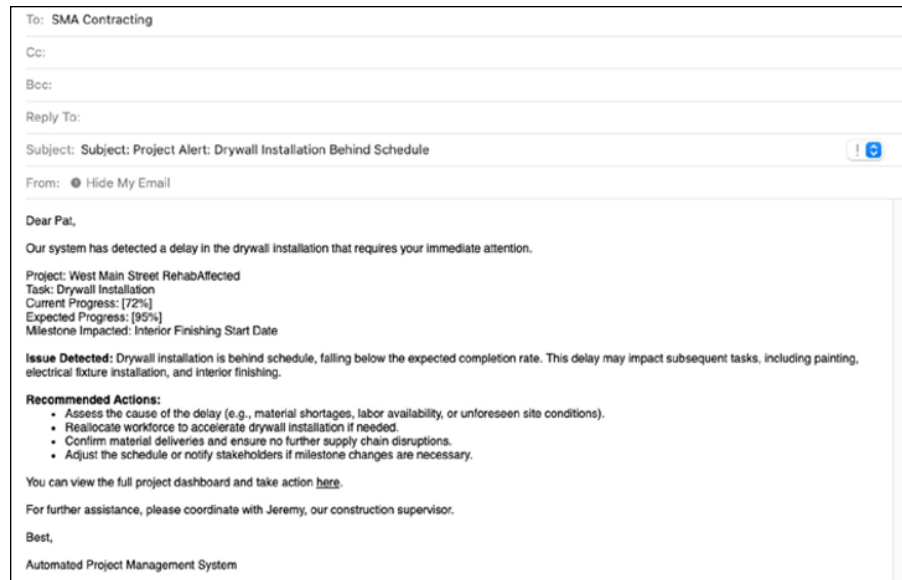 To: SMA Contracting
Cc:
Bcc:
Reply To:
Subject: Subject: Project Alert: Drywall Installation Behind Schedule !
From: Hide My Email
Dear Pat,
Our system has detected a delay in the drywall installation that requires your immediate attention.
Project: West Main Street RehabAffected
Task: Drywall Installation
Current Progress: [72%]
Expected Progress: [95%]
Milestone Impacted: Interior Finishing Start Date
Issue Detected: Drywall installation is behind schedule, falling below the expected completion rate. This delay may impact subsequent tasks, including painting,
electrical fixture installation, and interior finishing.
Recommended Actions:
• Assess the cause of the delay (e.g., material shortages, labor availability, or unforeseen site conditions).
• Reallocate workforce to accelerate drywall installation if needed.
• Confirm material deliveries and ensure no further supply chain disruptions.
• Adjust the schedule or notify stakeholders if milestone changes are necessary.
You can view the full project dashboard and take action here.
For further assistance, please coordinate with Jeremy, our construction supervisor.
Best,
Automated Project Management System